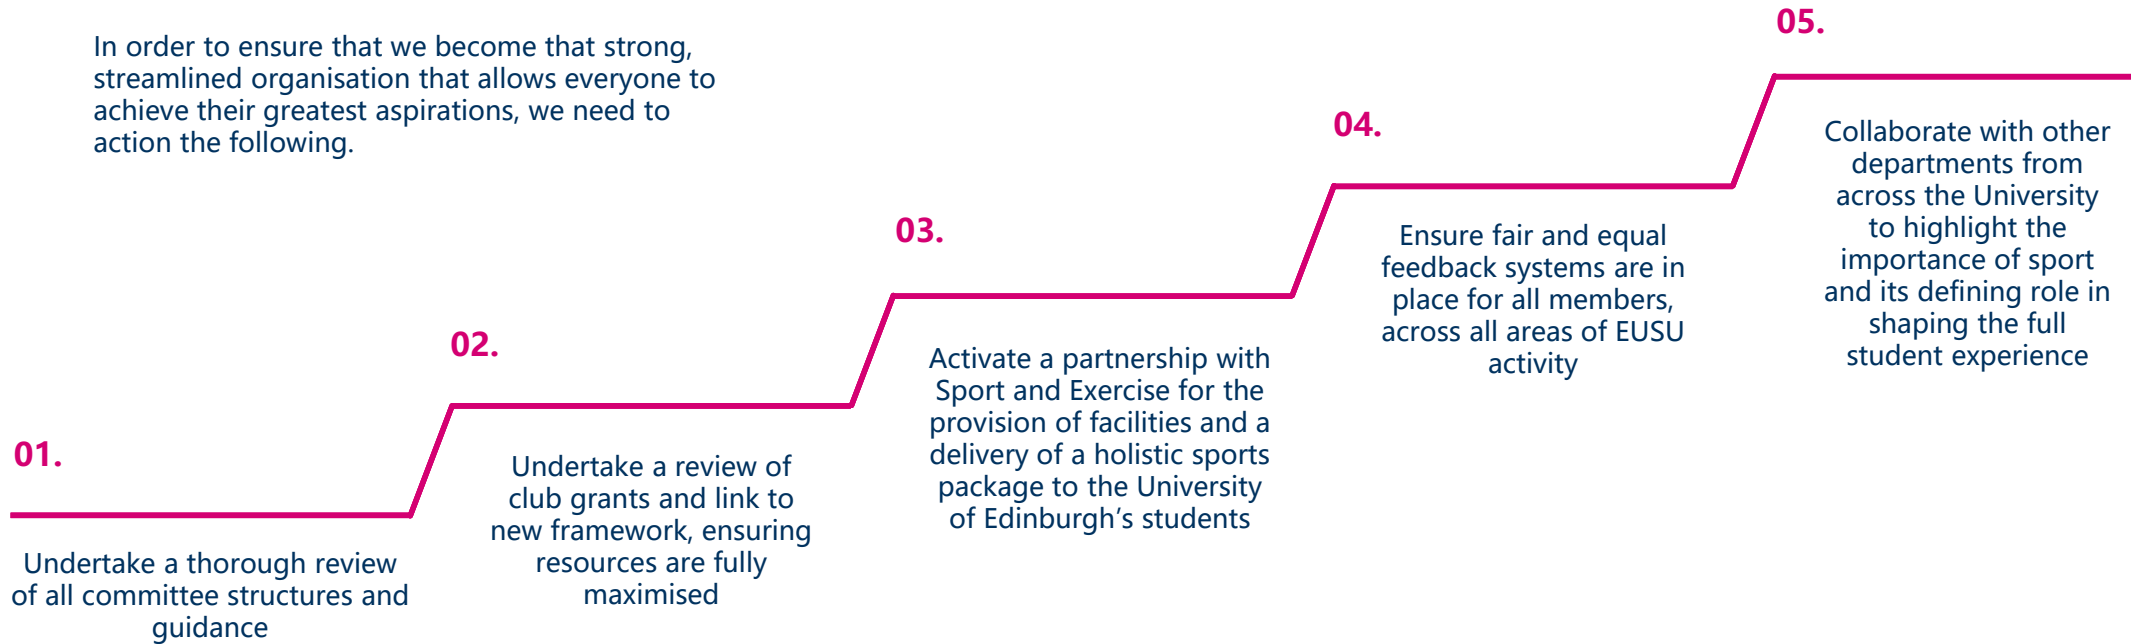 In order to ensure that we become that strong,
streamlined organisation that allows everyone to
achieve their greatest aspirations, we need to
action the following.
01.
Undertake a thorough review
of all committee structures and
guidance
02.
Undertake a review of
club grants and link to
new framework, ensuring
resources are fully
maximised
03.
Activate a partnership with
Sport and Exercise for the
provision of facilities and a
delivery of a holistic sports
package to the University
of Edinburgh’s students
04.
Ensure fair and equal
feedback systems are in
place for all members,
across all areas of EUSU
activity
05.
Collaborate with other
departments from
across the University
to highlight the
importance of sport
and its defining role in
shaping the full
student experience